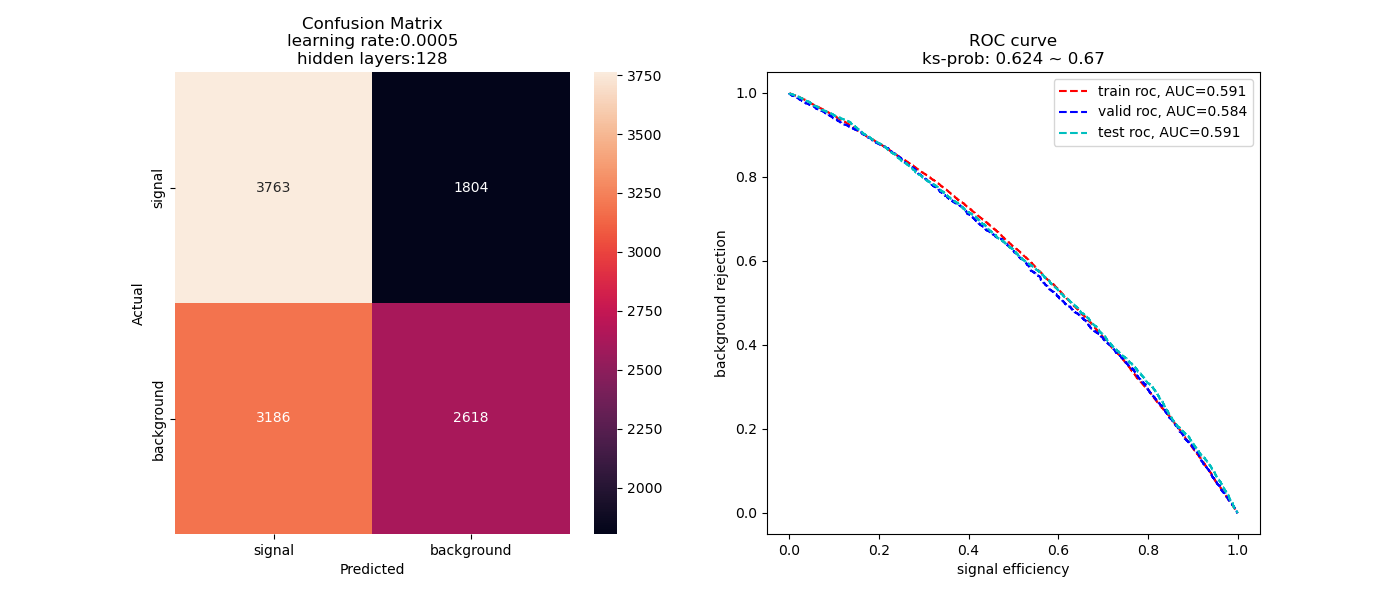 Confusion Matrix
learning rate:0.0005
hidden layers:128
signal
background
Actual
3763
1804
3186
2618
signal
background
Predicted
3750
3500
3250
3000
2750
2500
2250
2000
ROC curve
ks-prob: 0.624 ~ 0.67
train roc, AUC=0.591
valid roc, AUC=0.584
test roc, AUC=0.591
background rejection
1.0
0.8
0.6
0.4
0.2
0.0
0.0
0.2
0.4
0.6
0.8
1.0
signal efficiency